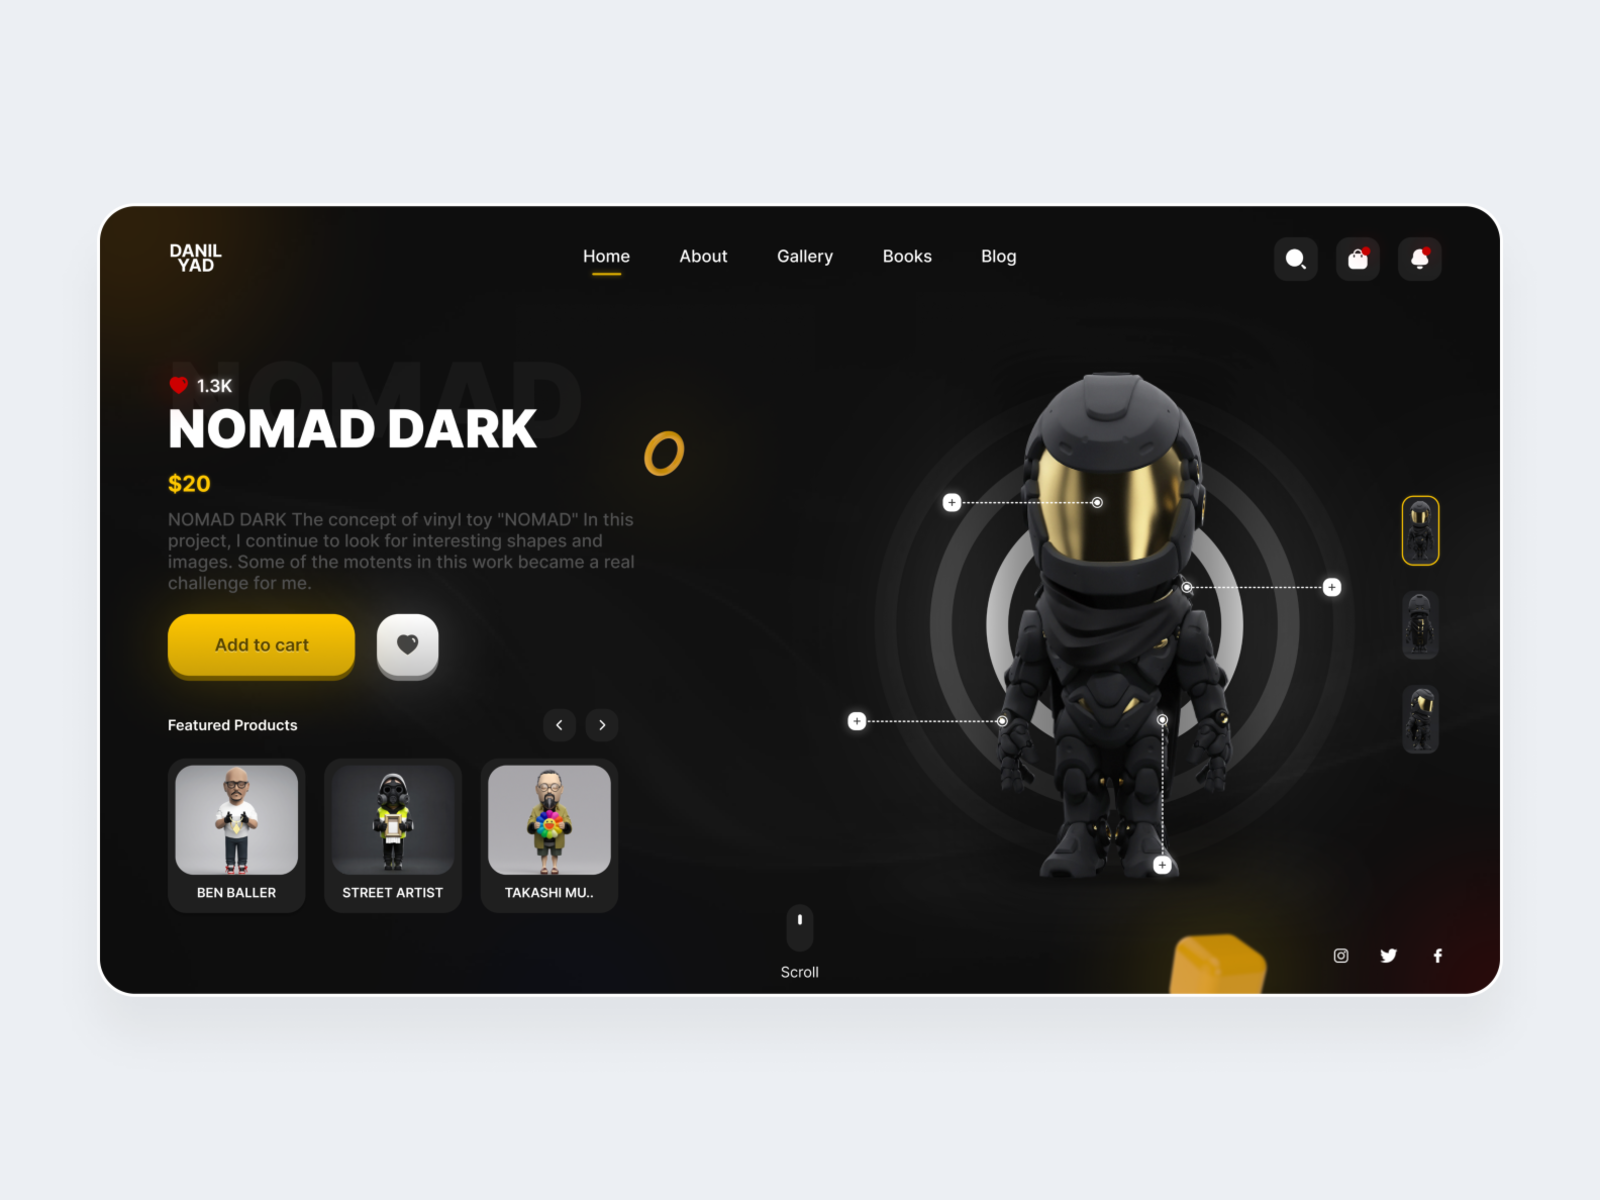 DANIL
YAD
Home
About
Gallery
Books
Blog
NOMAD
1.3K
NOMAD DARK
$20
NOMAD DARK The concept of vinyl toy "NOMAD" In this
project, I continue to look for interesting shapes and
images. Some of the motents in this work became a real
challenge for me.
Add to cart
Featured Products
BEN BALLER
STREET ARTIST
TAKASHI MU..
Scroll